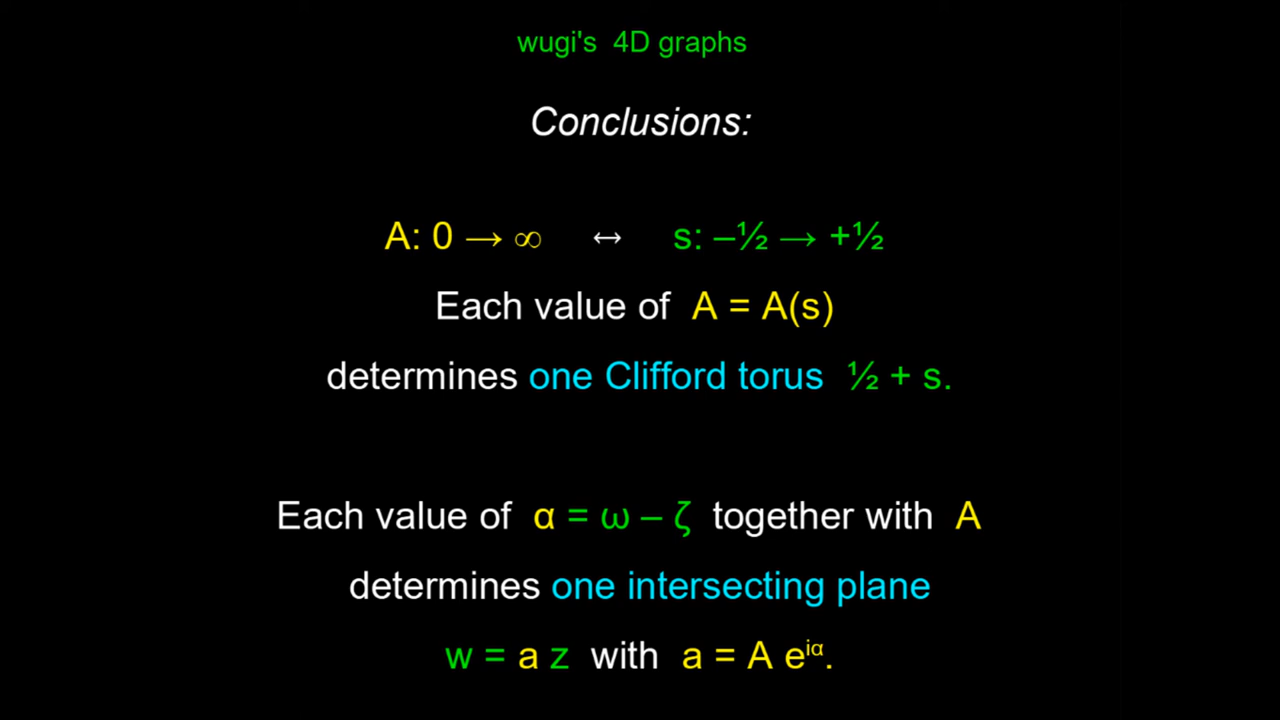 wugi's 4D graphs
Conclusions:
A: 0 → ∞ ↔ s: –½ → +½
Each value of A = A(s)
determines one Clifford torus ½ + s.
Each value of α = ω – ζ together with A
determines one intersecting plane
w = a z with a = A eⁱᵅ.